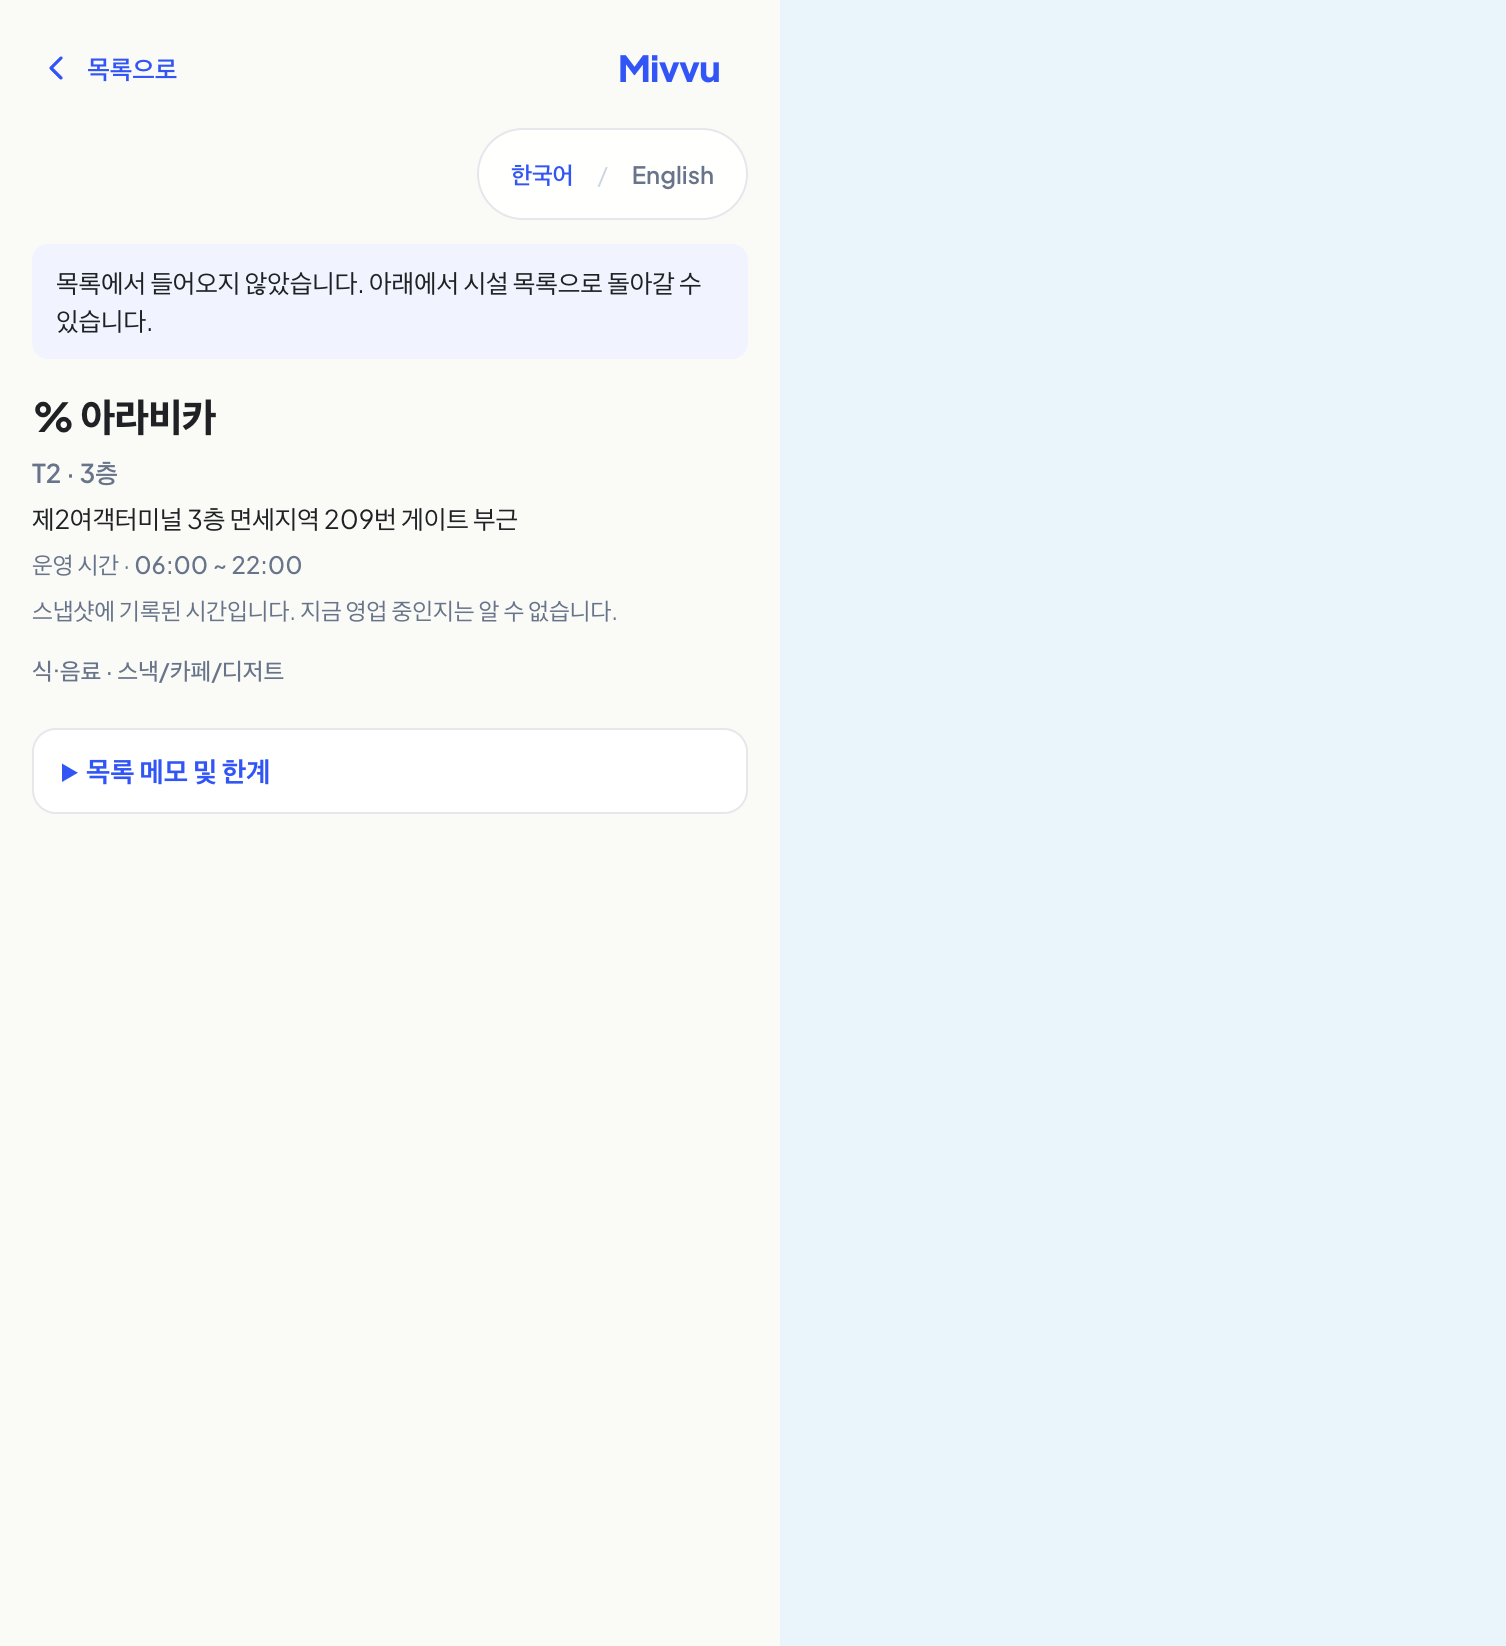 목록으로
Mivvu
한국어 / English
목록에서 들어오지 않았습니다. 아래에서 시설 목록으로 돌아갈 수
있습니다.
% 아라비카
T2 · 3층
제2여객터미널 3층 면세지역 209번 게이트 부근
운영 시간 · 06:00 ~ 22:00
스냅샷에 기록된 시간입니다. 지금 영업 중인지는 알 수 없습니다.
식·음료 · 스낵/카페/디저트
▶ 목록 메모 및 한계